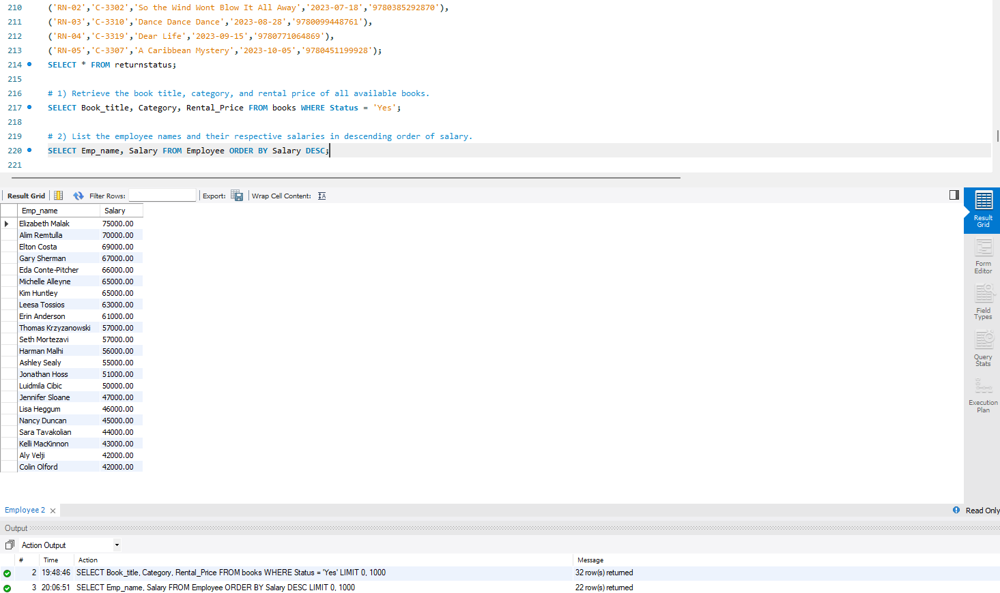 210 ('RN-02','C-3302','So the Wind Wont Blow It All Away','2023-07-18','9780385292870'),
211 ('RN-03','C-3310','Dance Dance Dance','2023-08-28','9780099448761'),
212 ('RN-04','C-3319','Dear Life','2023-09-15','9780771064869'),
213 ('RN-05','C-3307','A Caribbean Mystery','2023-10-05','9780451199928');
214 SELECT * FROM returnstatus;
215
216 # 1) Retrieve the book title, category, and rental price of all available books.
217 SELECT Book_title, Category, Rental_Price FROM books WHERE Status = 'Yes';
218
219 # 2) List the employee names and their respective salaries in descending order of salary.
220 SELECT Emp_name, Salary FROM Employee ORDER BY Salary DESC;
221
Result Grid Filter Rows: Export: Wrap Cell Content: IA
Emp_name Salary
Elizabeth Malak 75000.00
Alim Remtulla 70000.00
Elton Costa 69000.00
Gary Sherman 67000.00
Eda Conte-Pitcher 66000.00
Michelle Alleyne 65000.00
Kim Huntley 65000.00
Leesa Tossios 63000.00
Erin Anderson 61000.00
Thomas Krzyzanowski 57000.00
Seth Mortezavi 57000.00
Harman Malhi 56000.00
Ashley Sealy 55000.00
Jonathan Hoss 51000.00
Luidmila Cibic 50000.00
Jennifer Sloane 47000.00
Lisa Heggum 46000.00
Nancy Duncan 45000.00
Sara Tavakolian 44000.00
Kelli MacKinnon 43000.00
Aly Velji 42000.00
Colin Olford 42000.00
Result
Grid
Form
Editor
Field
Types
Query
Stats
Execution
Plan
Employee 2
Read Only
Output
Action Output
# Time Action Message
2 19:48:46 SELECT Book_title, Category, Rental_Price FROM books WHERE Status = 'Yes' LIMIT 0, 1000 32 row(s) returned
3 20:06:51 SELECT Emp_name, Salary FROM Employee ORDER BY Salary DESC LIMIT 0, 1000 22 row(s) returned